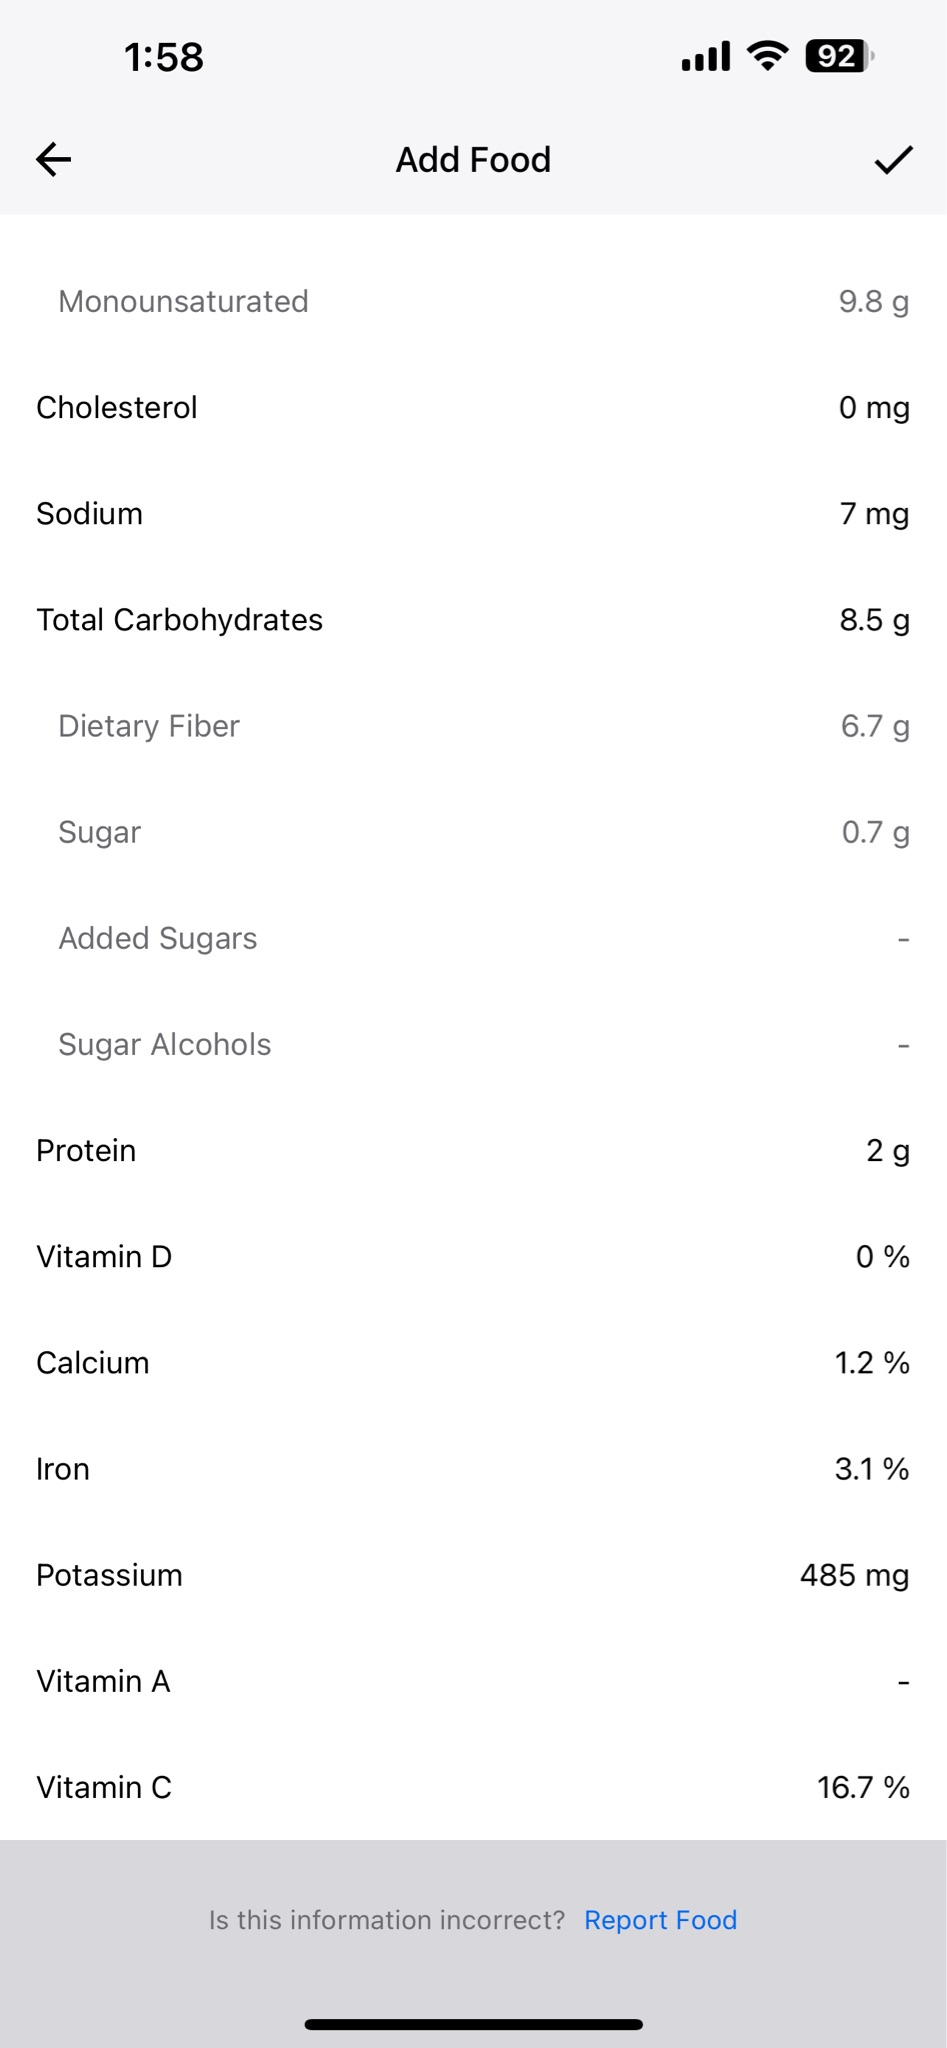 1:58 92
Add Food
Monounsaturated 9.8 g
Cholesterol 0 mg
Sodium 7 mg
Total Carbohydrates 8.5 g
Dietary Fiber 6.7 g
Sugar 0.7 g
Added Sugars -
Sugar Alcohols -
Protein 2 g
Vitamin D 0 %
Calcium 1.2 %
Iron 3.1 %
Potassium 485 mg
Vitamin A -
Vitamin C 16.7 %
Is this information incorrect? Report Food